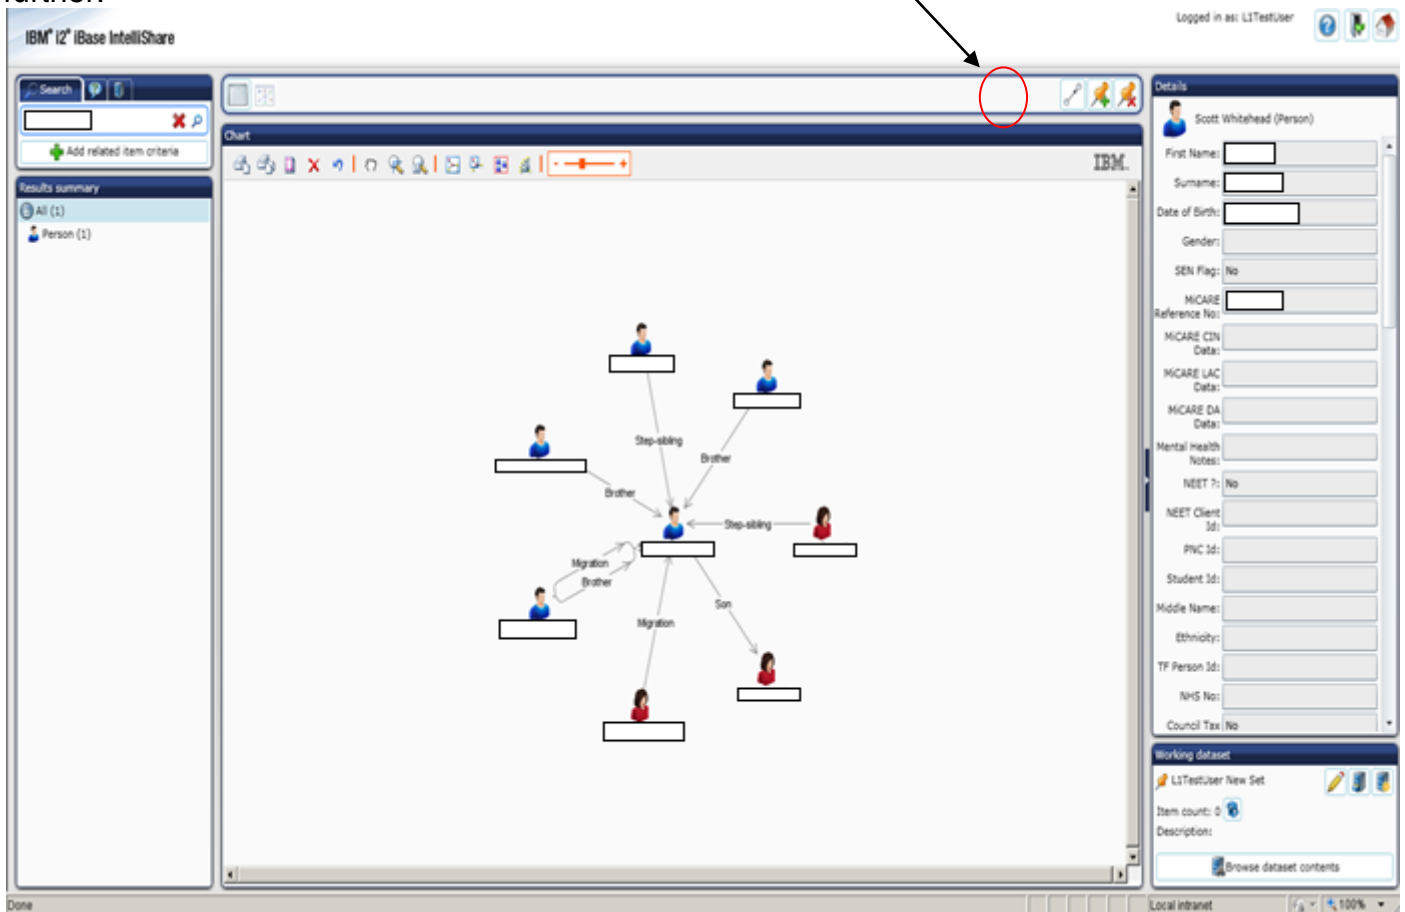 further.
IBM® i2® iBase IntelliShare
Logged in as: L1TestUser
Search
Add related item criteria
Results summary
All (1)
Person (1)
Chart
IBM.
Step-sibling
Brother
Brother
Step-sibling
Migration
Brother
Son
Migration
Details
Scott Whitehead (Person)
First Name:
Surname:
Date of Birth:
Gender:
SEN Flag: No
MiCARE
Reference No:
MiCARE CIN
Data:
MiCARE LAC
Data:
MiCARE DA
Data:
Mental Health
Notes:
NEET ?: No
NEET Client
Id:
PNC Id:
Student Id:
Middle Name:
Ethnicity:
TF Person Id:
NHS No:
Council Tax No
Working dataset
L1TestUser New Set
Item count: 0
Description:
Browse dataset contents
Done
Local intranet
100%